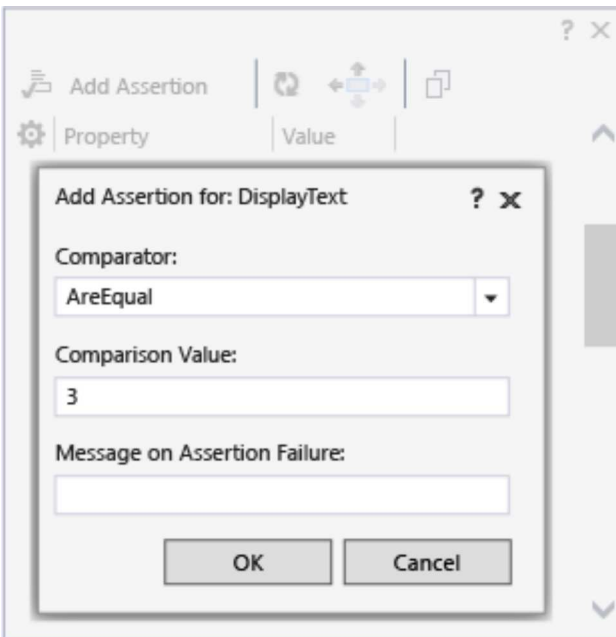 ?
Add Assertion
Property Value
Add Assertion for: DisplayText ?
Comparator:
AreEqual
Comparison Value:
3
Message on Assertion Failure:
OK Cancel